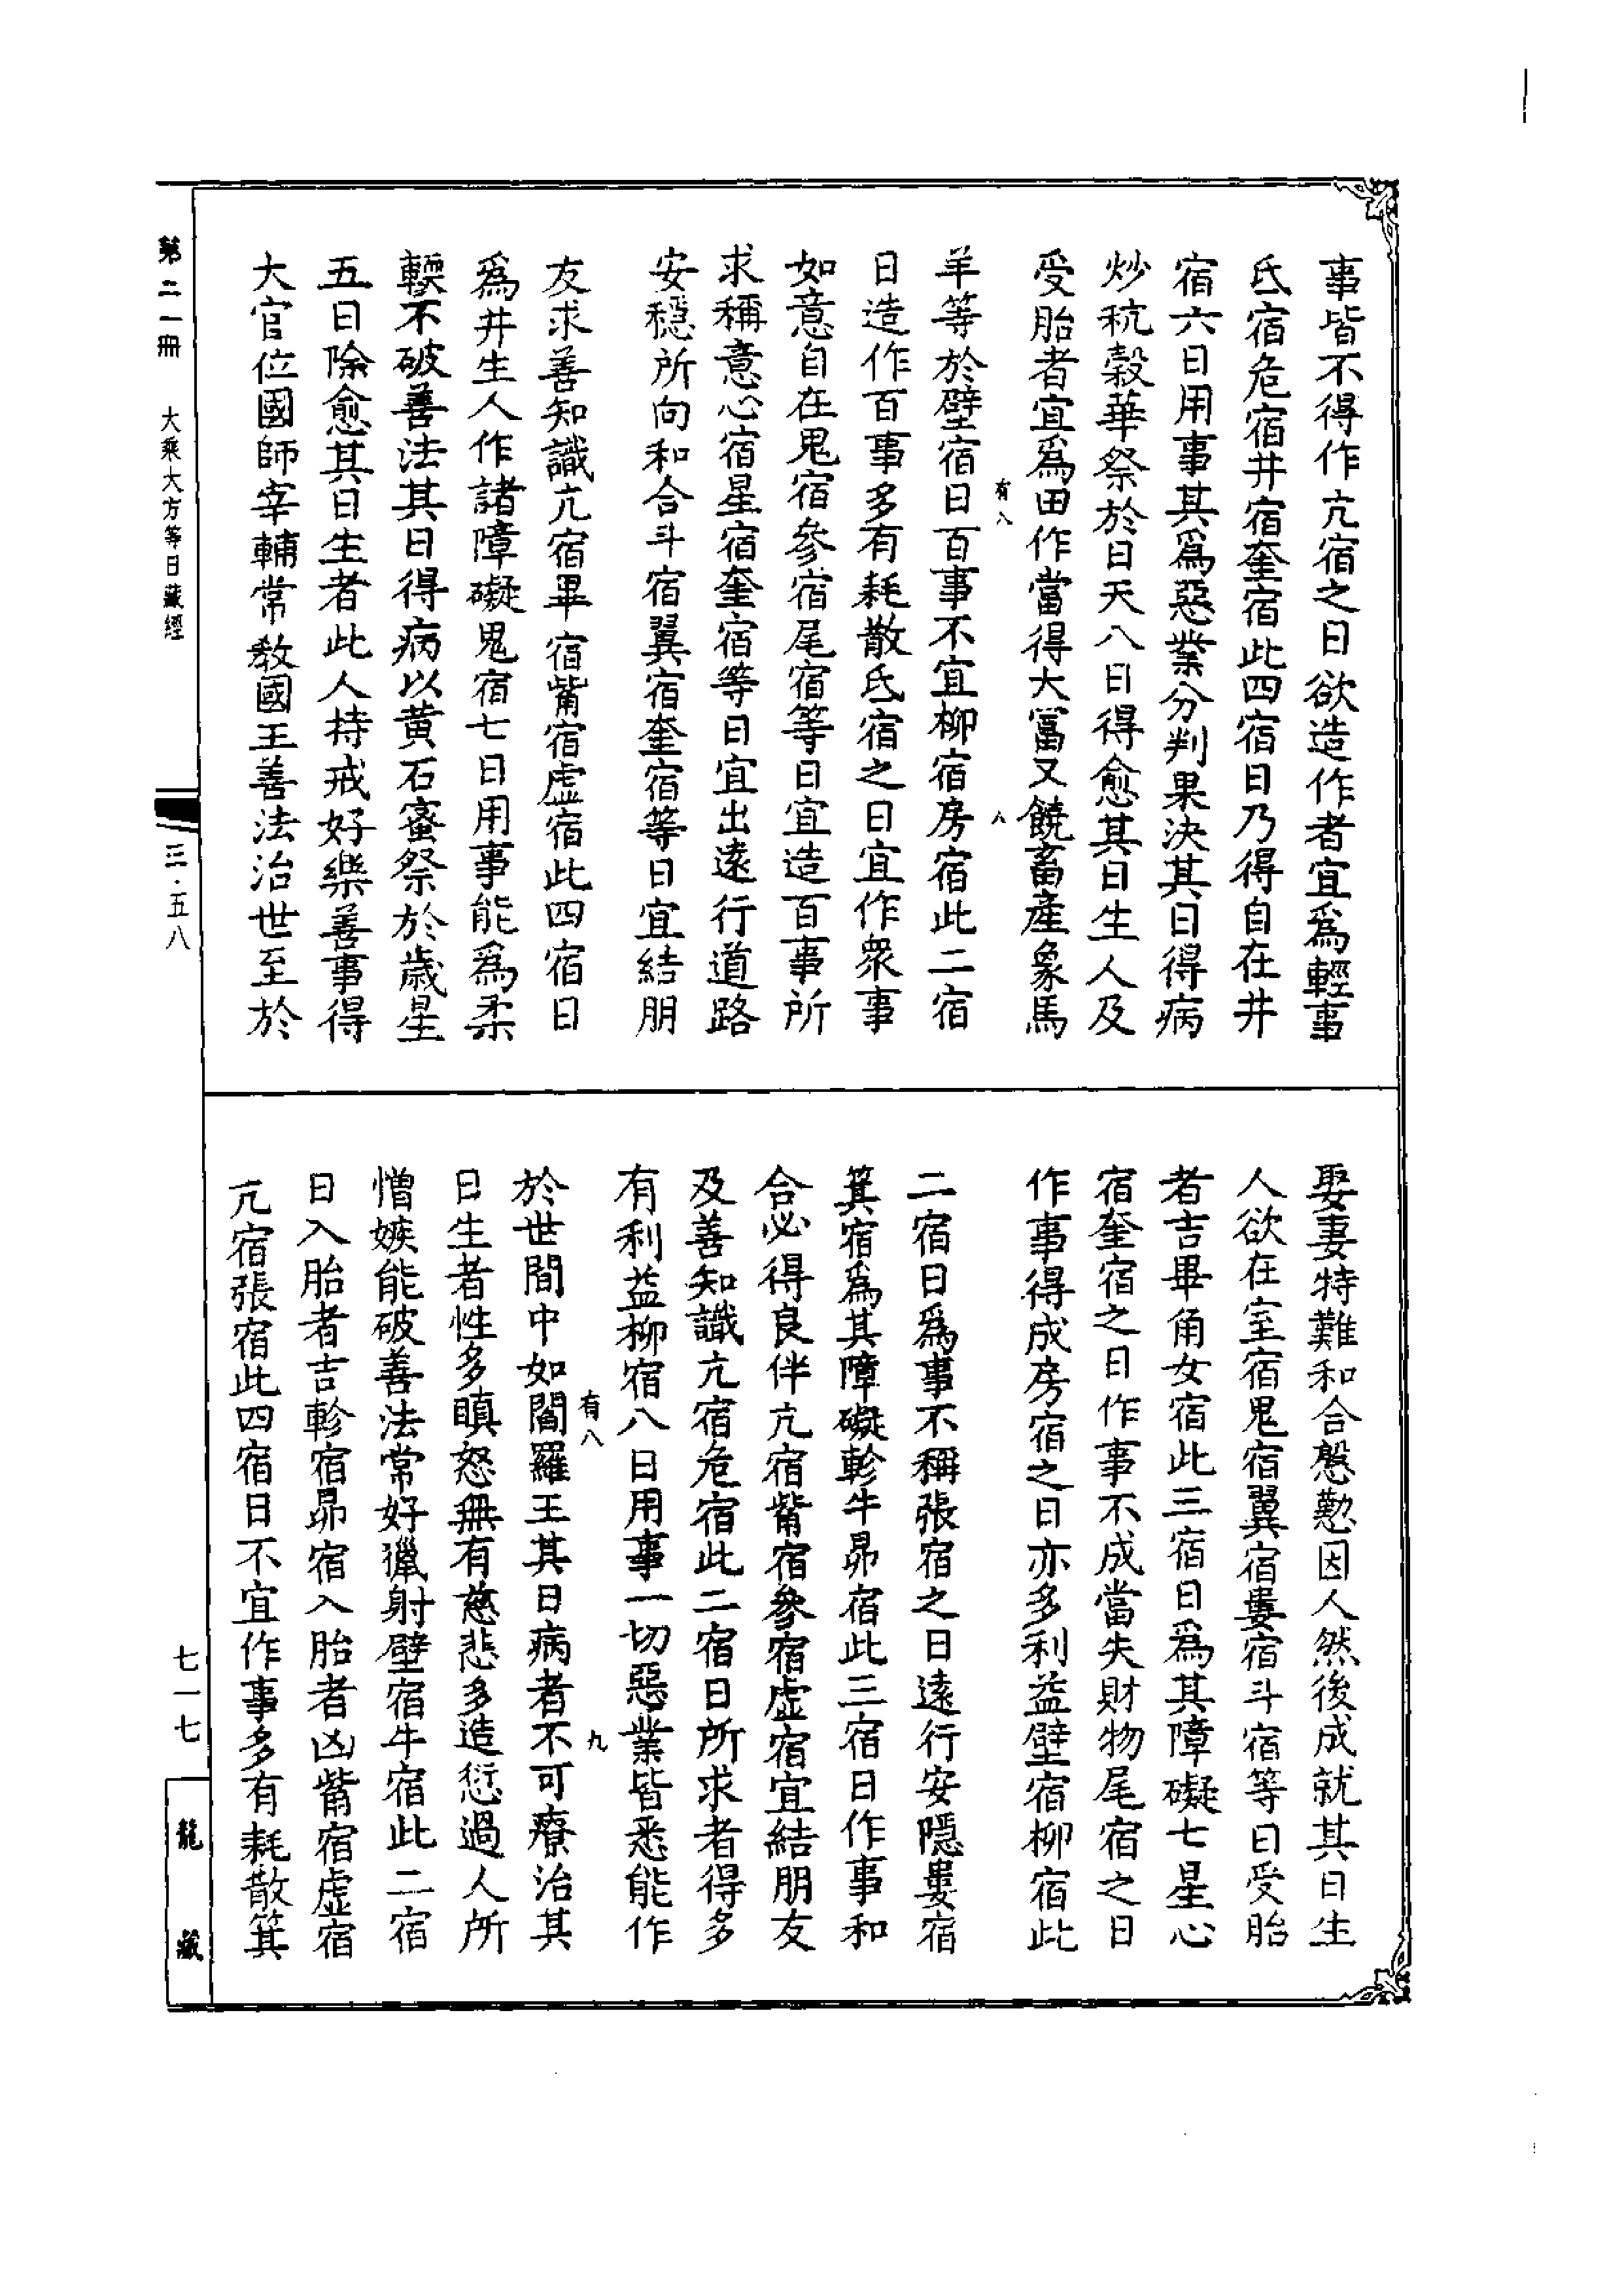 事皆不得作亢宿之日欲造作者宜爲輕事
氐宿危宿井宿奎宿此四宿日乃得自在井
宿六日用事其爲惡業分判果決其日得病
炒秔穀華祭於日天八日得愈其日生人及
受胎者宜爲田作當得大富又饒畜產象馬
有八
八
羊等於壁宿日百事不宜柳宿房宿此二宿
日造作百事多有耗散氐宿之日宜作衆事
如意自在鬼宿參宿尾宿等日宜造百事所
求稱意心宿星宿奎宿等日宜出遠行道路
安穩所向和合斗宿翼宿奎宿等日宜結朋
友求善知識亢宿畢宿觜宿虛宿此四宿日
爲井生人作諸障礙鬼宿七日用事能爲柔
輭不破善法其日得病以黄石蜜祭於歲星
五日除愈其日生者此人持戒好樂善事得
大官位國師宰輔常敎國王善法治世至於
娶妻特難和合慇懃因人然後成就其日生
人欲在室宿鬼宿翼宿婁宿斗宿等日受胎
者吉畢角女宿此三宿日爲其障礙七星心
宿奎宿之日作事不成當失財物尾宿之日
作事得成房宿之日亦多利益壁宿柳宿此
二宿日爲事不稱張宿之日遠行安隱婁宿
箕宿爲其障礙軫牛昴宿此三宿日作事和
合必得良伴亢宿觜宿參宿虛宿宜結朋友
及善知識亢宿危宿此二宿日所求者得多
有利益柳宿八日用事一切惡業皆悉能作
有八
九
於世間中如閻羅王其日病者不可療治其
日生者性多瞋怒無有慈悲多造愆過人所
憎嫉能破善法常好獵射壁宿牛宿此二宿
日入胎者吉軫宿昴宿入胎者凶觜宿虛宿
亢宿張宿此四宿日不宜作事多有耗散箕
第二一冊
大乘大方等日藏經
三·五八
七一七
龍藏